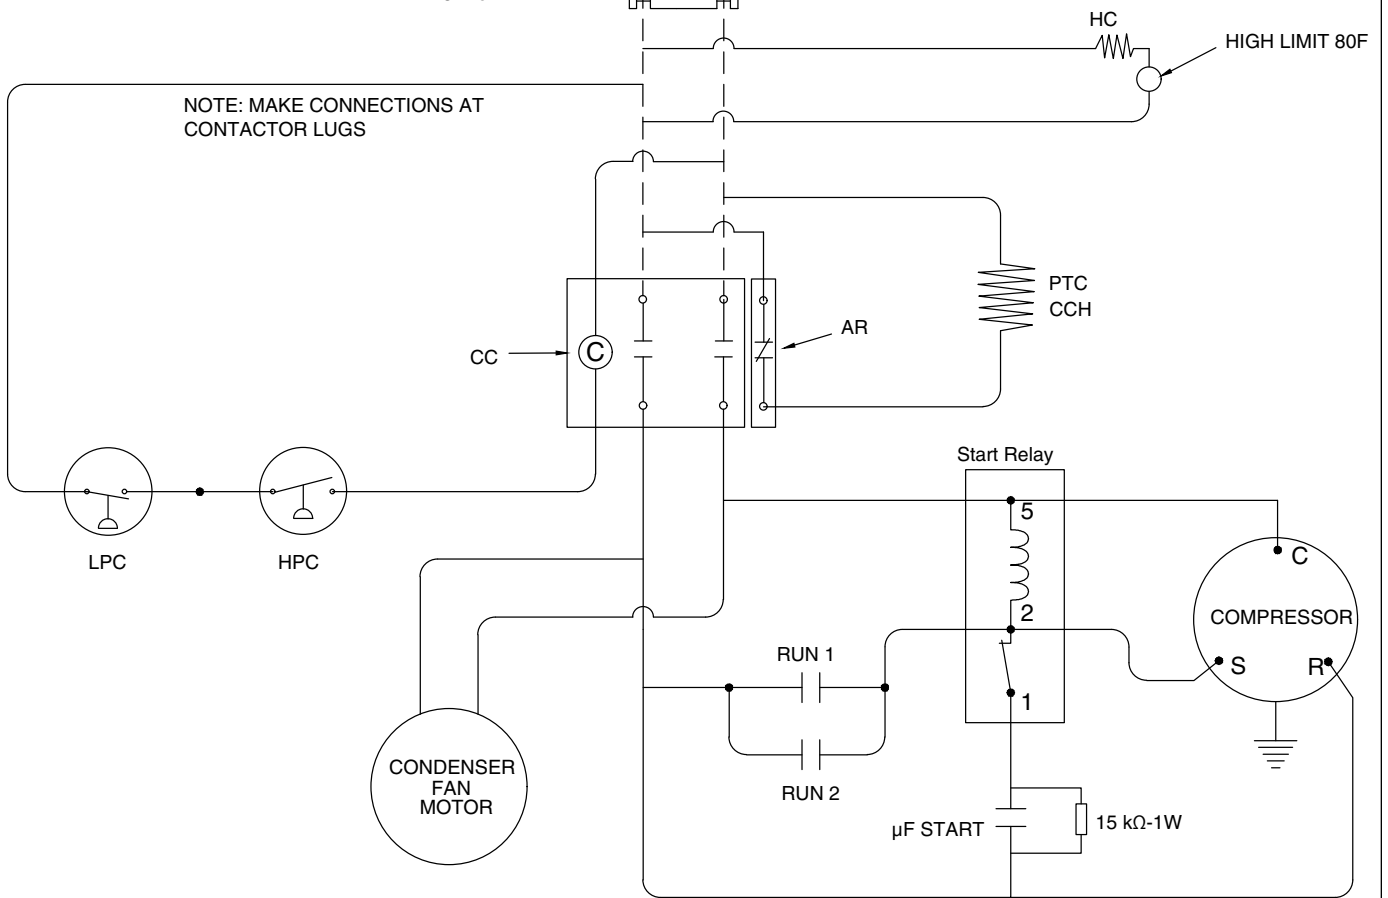 HC
HIGH LIMIT 80F
NOTE: MAKE CONNECTIONS AT
CONTACTOR LUGS
PTC
CCH
AR
CC
C
Start Relay
5
C
LPC
HPC
2
COMPRESSOR
RUN 1
S
R
1
CONDENSER
FAN
MOTOR
RUN 2
µF START
15 kΩ-1W